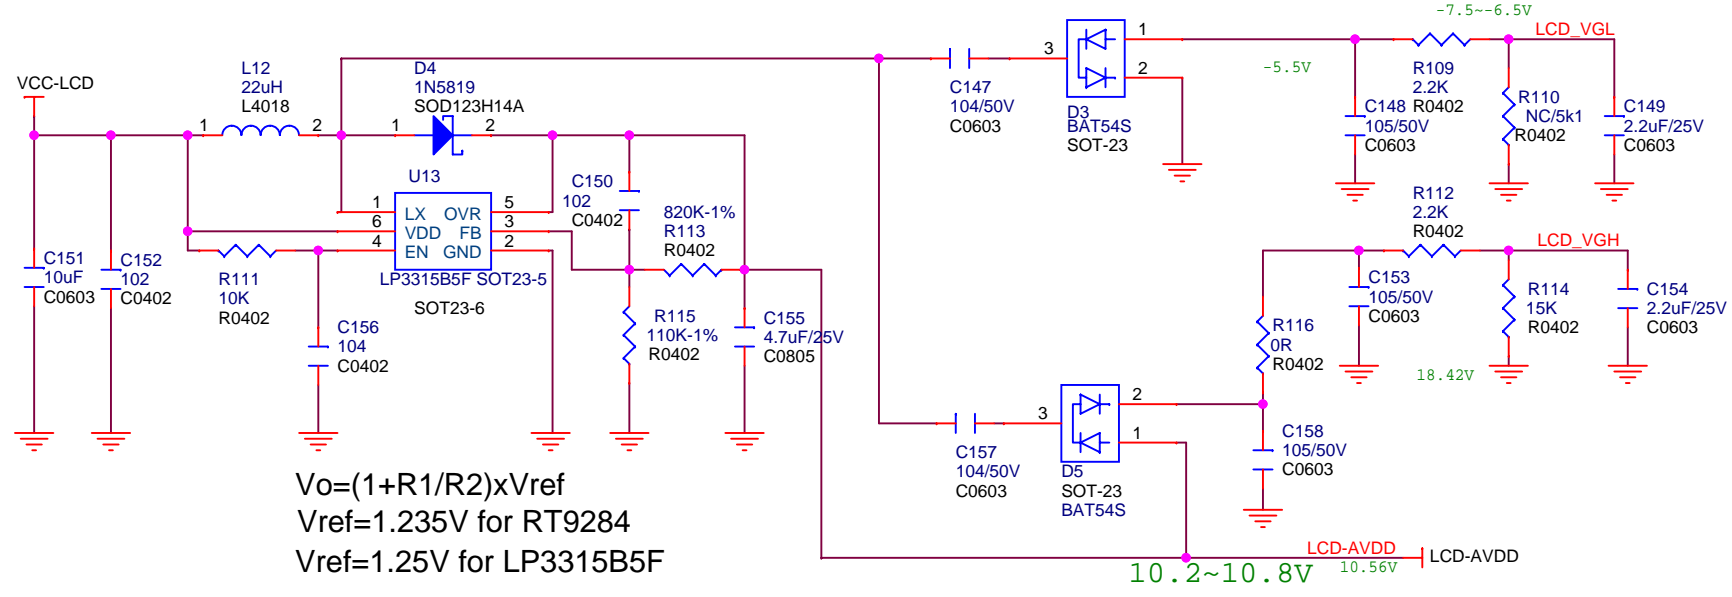 -7.5~-6.5V
LCD_VGL
VCC-LCD
L12
22uH
L4018
1
2
D4
1N5819
SOD123H14A
1
2
3
C147
104/50V
C0603
1
2
D3
BAT54S
SOT-23
-5.5V
C148
105/50V
C0603
R109
2.2K
R0402
R110
NC/5k1
R0402
C149
2.2uF/25V
C0603
U13
1
6
4
LX
VDD
EN
OVR
FB
GND
5
3
2
LP3315B5F SOT23-5
SOT23-6
C150
102
C0402
820K-1%
R113
R0402
C151
10uF
C0603
C152
102
C0402
R111
10K
R0402
C156
104
C0402
R115
110K-1%
R0402
C155
4.7uF/25V
C0805
R112
2.2K
R0402
LCD_VGH
C153
105/50V
C0603
R114
15K
R0402
C154
2.2uF/25V
C0603
R116
0R
R0402
18.42V
3
2
1
C157
104/50V
C0603
D5
SOT-23
BAT54S
C158
105/50V
C0603
Vo=(1+R1/R2)xVref
Vref=1.235V for RT9284
Vref=1.25V for LP3315B5F
LCD-AVDD
LCD-AVDD
10.2~10.8V
10.56V